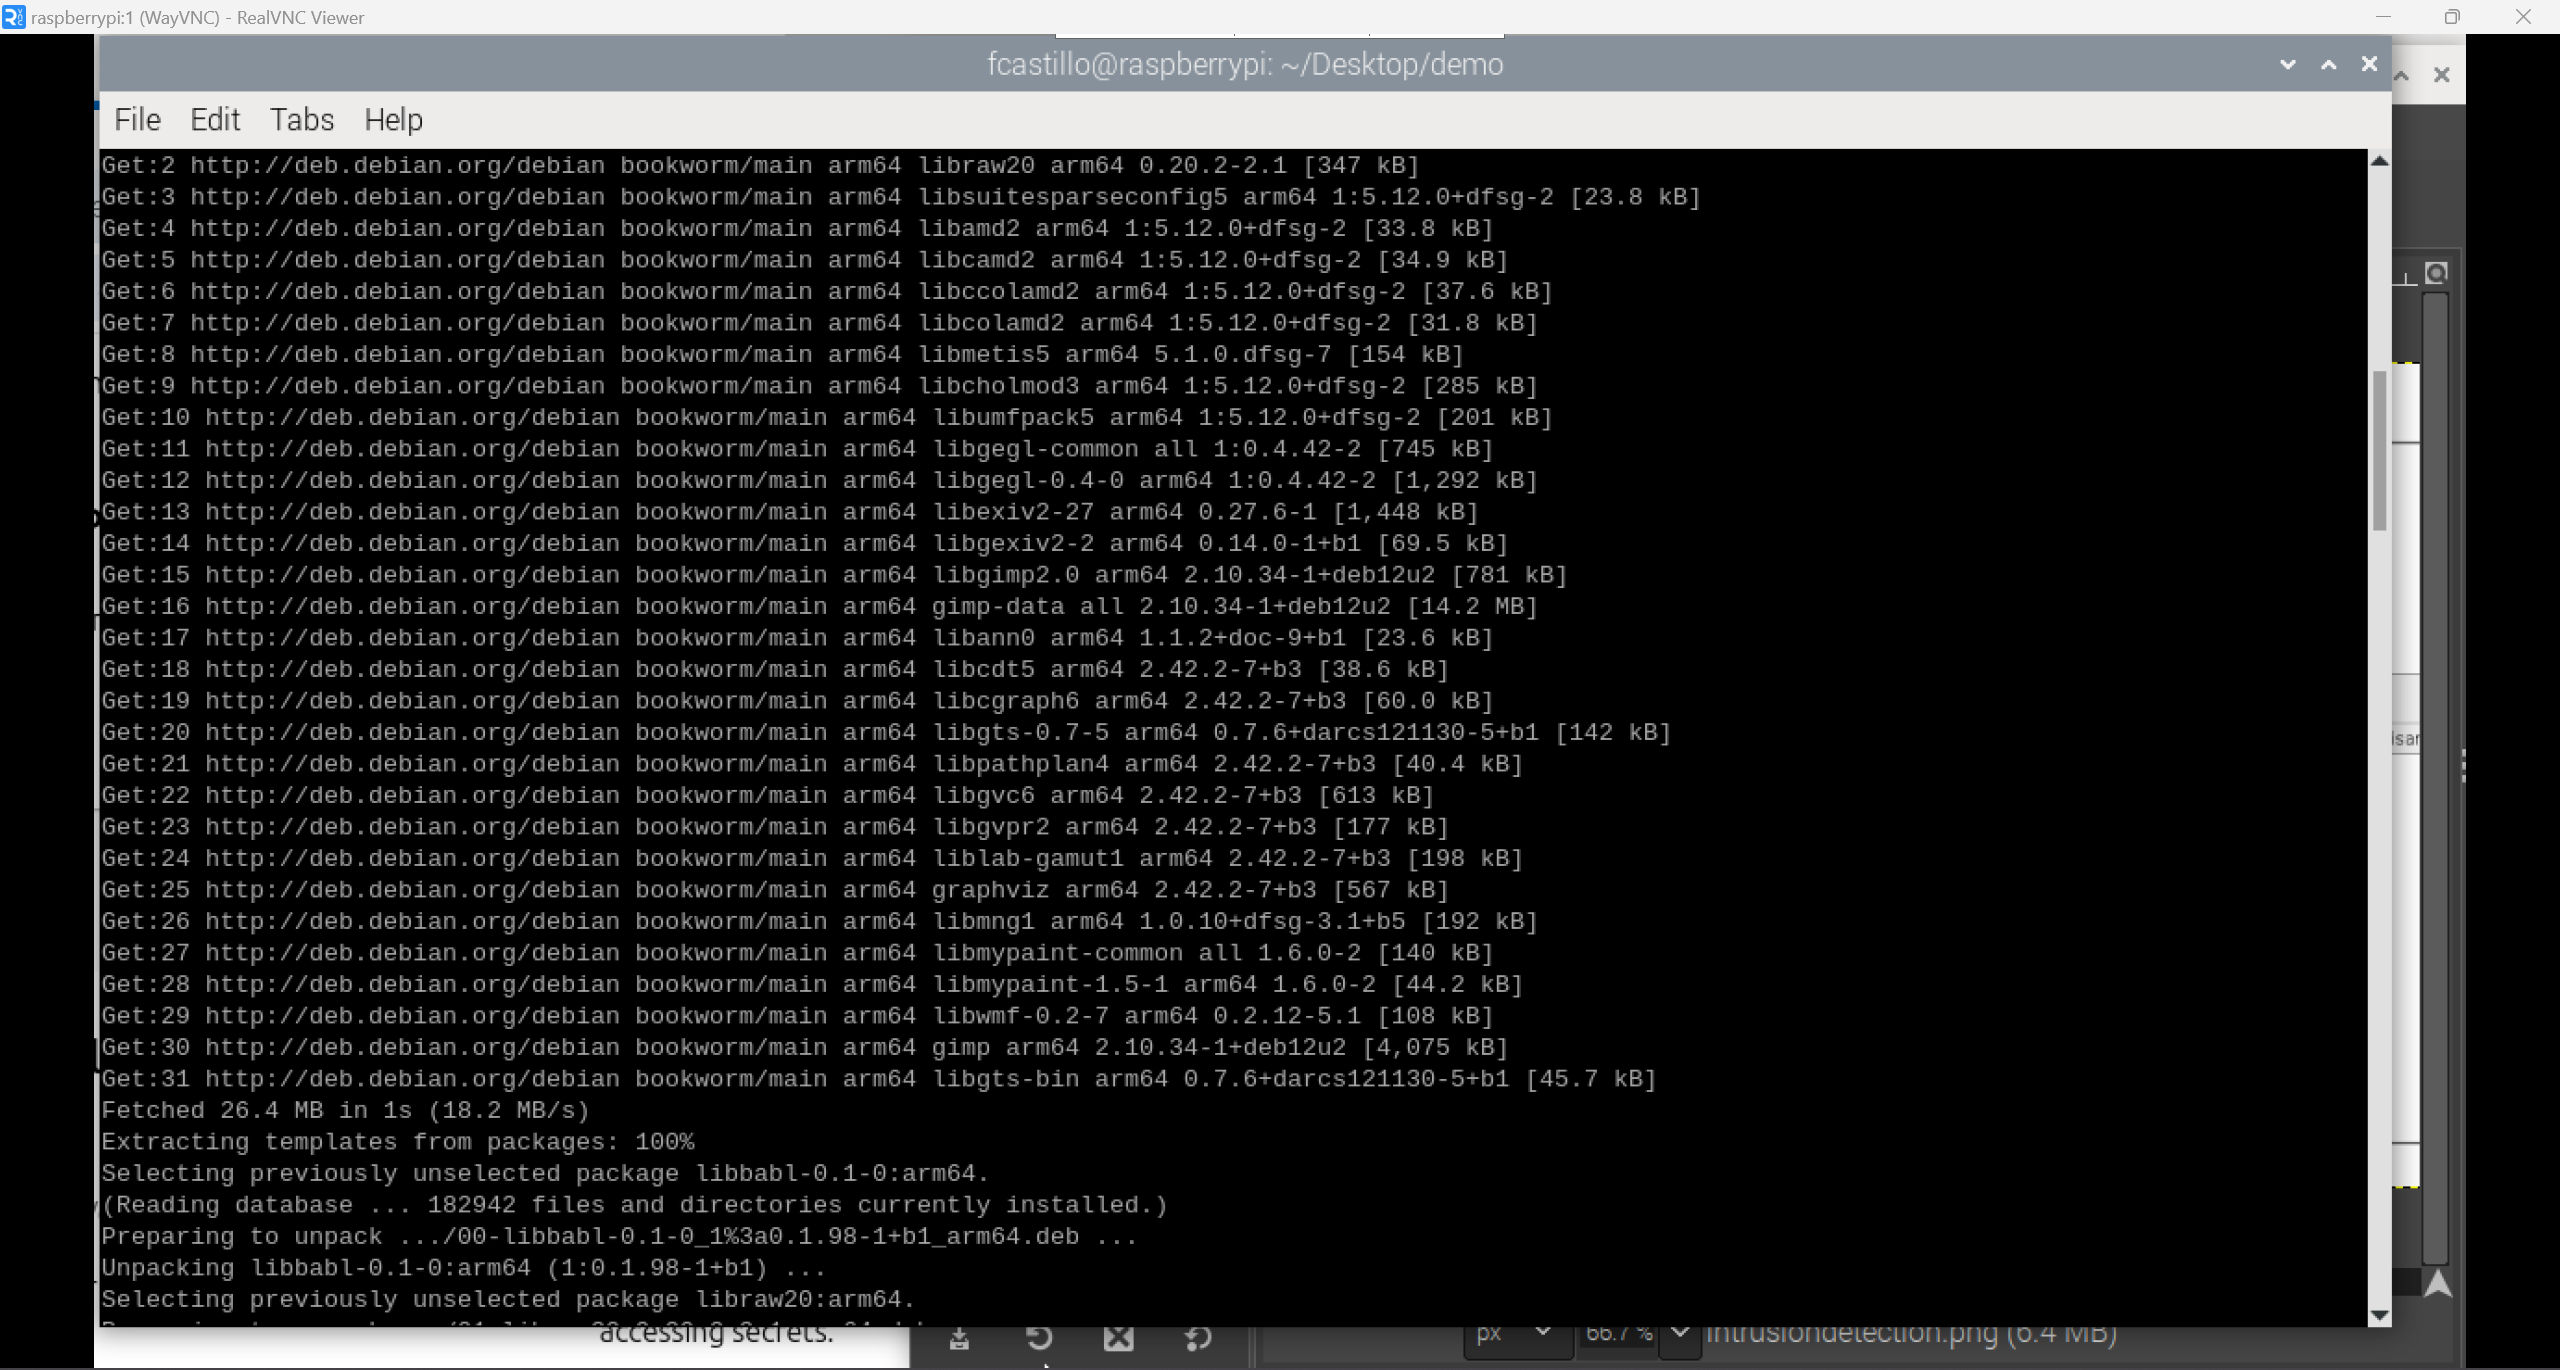 raspberrypi:1 (WayVNC) - RealVNC Viewer
fcastillo@raspberrypi: ~/Desktop/demo
File Edit Tabs Help
Get:2 http://deb.debian.org/debian bookworm/main arm64 libraw20 arm64 0.20.2-2.1 [347 kB]
Get:3 http://deb.debian.org/debian bookworm/main arm64 libsuitesparseconfig5 arm64 1:5.12.0+dfsg-2 [23.8 kB]
Get:4 http://deb.debian.org/debian bookworm/main arm64 libamd2 arm64 1:5.12.0+dfsg-2 [33.8 kB]
Get:5 http://deb.debian.org/debian bookworm/main arm64 libcamd2 arm64 1:5.12.0+dfsg-2 [34.9 kB]
Get:6 http://deb.debian.org/debian bookworm/main arm64 libccolamd2 arm64 1:5.12.0+dfsg-2 [37.6 kB]
Get:7 http://deb.debian.org/debian bookworm/main arm64 libcolamd2 arm64 1:5.12.0+dfsg-2 [31.8 kB]
Get:8 http://deb.debian.org/debian bookworm/main arm64 libmetis5 arm64 5.1.0.dfsg-7 [154 kB]
Get:9 http://deb.debian.org/debian bookworm/main arm64 libcholmod3 arm64 1:5.12.0+dfsg-2 [285 kB]
Get:10 http://deb.debian.org/debian bookworm/main arm64 libumfpack5 arm64 1:5.12.0+dfsg-2 [201 kB]
Get:11 http://deb.debian.org/debian bookworm/main arm64 libgegl-common all 1:0.4.42-2 [745 kB]
Get:12 http://deb.debian.org/debian bookworm/main arm64 libgegl-0.4-0 arm64 1:0.4.42-2 [1,292 kB]
Get:13 http://deb.debian.org/debian bookworm/main arm64 libexiv2-27 arm64 0.27.6-1 [1,448 kB]
Get:14 http://deb.debian.org/debian bookworm/main arm64 libgexiv2-2 arm64 0.14.0-1+b1 [69.5 kB]
Get:15 http://deb.debian.org/debian bookworm/main arm64 libgimp2.0 arm64 2.10.34-1+deb12u2 [781 kB]
Get:16 http://deb.debian.org/debian bookworm/main arm64 gimp-data all 2.10.34-1+deb12u2 [14.2 MB]
Get:17 http://deb.debian.org/debian bookworm/main arm64 libann0 arm64 1.1.2+doc-9+b1 [23.6 kB]
Get:18 http://deb.debian.org/debian bookworm/main arm64 libcdt5 arm64 2.42.2-7+b3 [38.6 kB]
Get:19 http://deb.debian.org/debian bookworm/main arm64 libcgraph6 arm64 2.42.2-7+b3 [60.0 kB]
Get:20 http://deb.debian.org/debian bookworm/main arm64 libgts-0.7-5 arm64 0.7.6+darcs121130-5+b1 [142 kB]
Get:21 http://deb.debian.org/debian bookworm/main arm64 libpathplan4 arm64 2.42.2-7+b3 [40.4 kB]
Get:22 http://deb.debian.org/debian bookworm/main arm64 libgvc6 arm64 2.42.2-7+b3 [613 kB]
Get:23 http://deb.debian.org/debian bookworm/main arm64 libgvpr2 arm64 2.42.2-7+b3 [177 kB]
Get:24 http://deb.debian.org/debian bookworm/main arm64 liblab-gamut1 arm64 2.42.2-7+b3 [198 kB]
Get:25 http://deb.debian.org/debian bookworm/main arm64 graphviz arm64 2.42.2-7+b3 [567 kB]
Get:26 http://deb.debian.org/debian bookworm/main arm64 libmng1 arm64 1.0.10+dfsg-3.1+b5 [192 kB]
Get:27 http://deb.debian.org/debian bookworm/main arm64 libmypaint-common all 1.6.0-2 [140 kB]
Get:28 http://deb.debian.org/debian bookworm/main arm64 libmypaint-1.5-1 arm64 1.6.0-2 [44.2 kB]
Get:29 http://deb.debian.org/debian bookworm/main arm64 libwmf-0.2-7 arm64 0.2.12-5.1 [108 kB]
Get:30 http://deb.debian.org/debian bookworm/main arm64 gimp arm64 2.10.34-1+deb12u2 [4,075 kB]
Get:31 http://deb.debian.org/debian bookworm/main arm64 libgts-bin arm64 0.7.6+darcs121130-5+b1 [45.7 kB]
Fetched 26.4 MB in 1s (18.2 MB/s)
Extracting templates from packages: 100%
Selecting previously unselected package libbabl-0.1-0:arm64.
(Reading database ... 182942 files and directories currently installed.)
Preparing to unpack .../00-libbabl-0.1-0_1%3a0.1.98-1+b1_arm64.deb ...
Unpacking libbabl-0.1-0:arm64 (1:0.1.98-1+b1) ...
Selecting previously unselected package libraw20:arm64.
accessing secrets.
px 66.7 % intrusiondetection.png (6.4 MB)